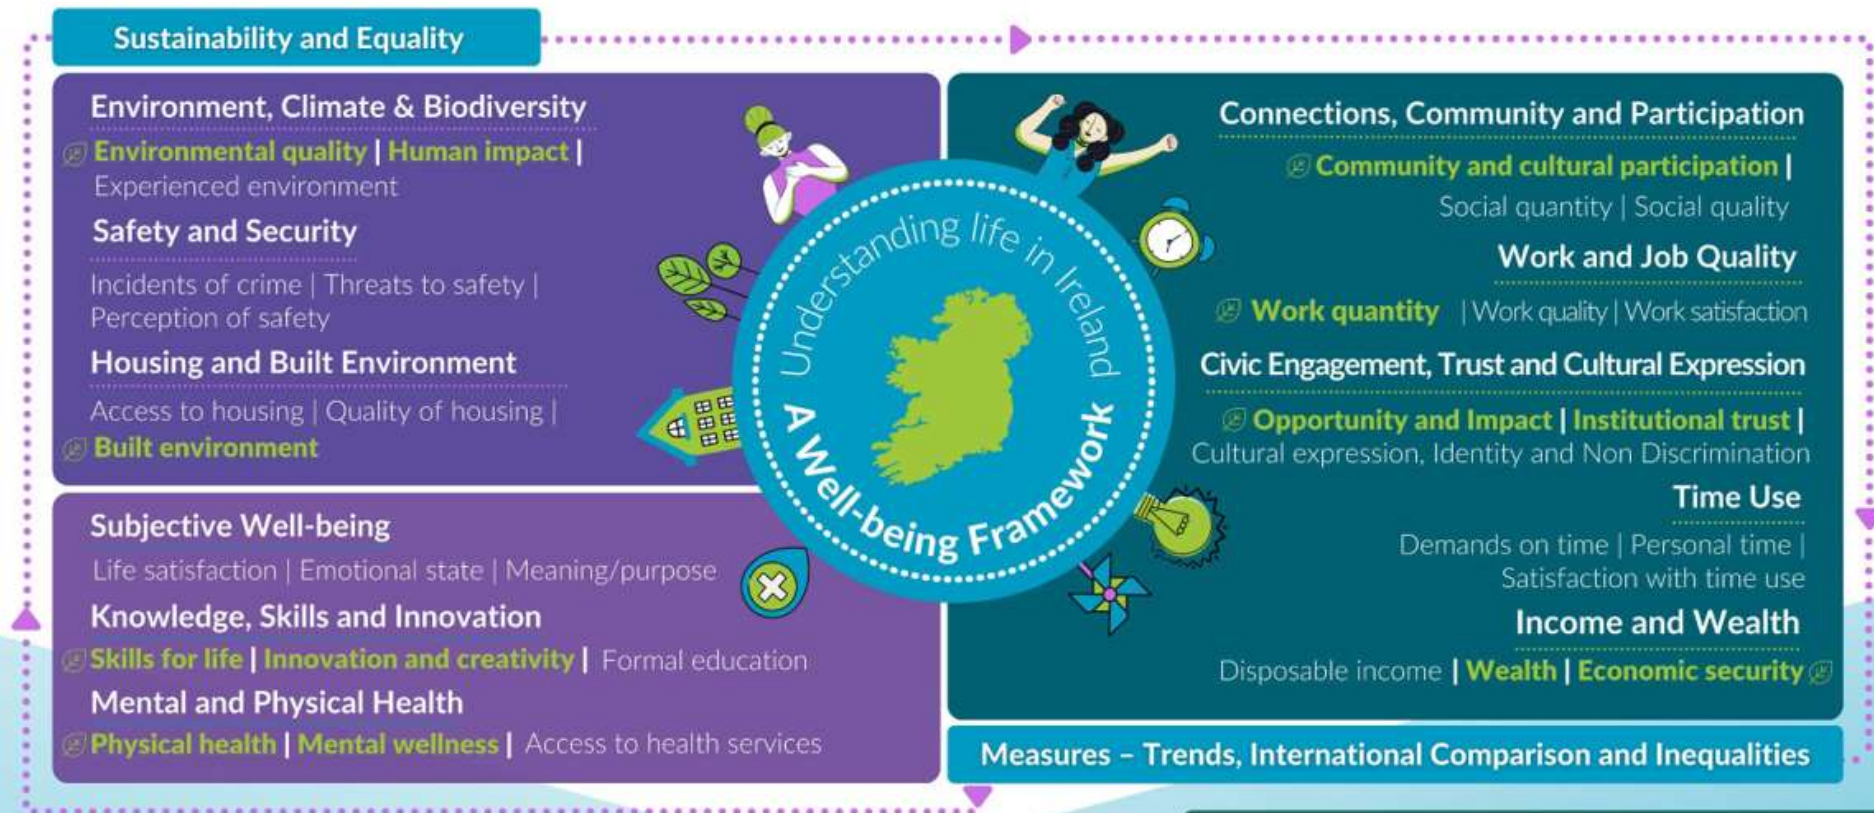 Sustainability and Equality
Environment, Climate & Biodiversity
Environmental quality | Human impact |
Experienced environment
Safety and Security
Incidents of crime | Threats to safety |
Perception of safety
Housing and Built Environment
Access to housing | Quality of housing |
Built environment
Subjective Well-being
Life satisfaction | Emotional state | Meaning/purpose
Knowledge, Skills and Innovation
Skills for life | Innovation and creativity | Formal education
Mental and Physical Health
Physical health | Mental wellness | Access to health services
Understanding life in Ireland
A Well-being Framework
Connections, Community and Participation
Community and cultural participation |
Social quantity | Social quality
Work and Job Quality
Work quantity | Work quality | Work satisfaction
Civic Engagement, Trust and Cultural Expression
Opportunity and Impact | Institutional trust |
Cultural expression, Identity and Non Discrimination
Time Use
Demands on time | Personal time |
Satisfaction with time use
Income and Wealth
Disposable income | Wealth | Economic security
Measures – Trends, International Comparison and Inequalities